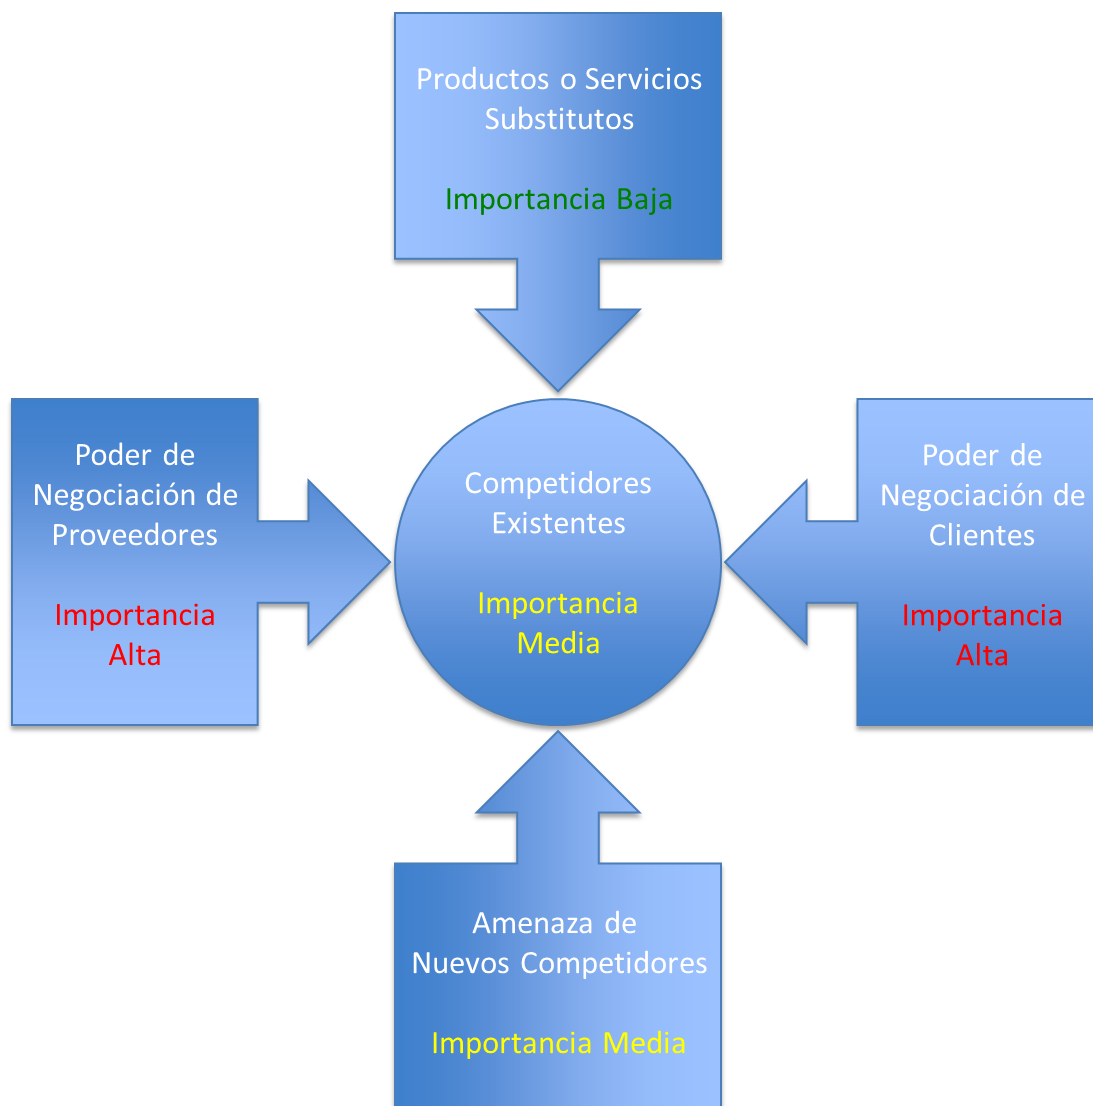 Productos o Servicios
Substitutos
Importancia Baja
Poder de
Negociación de
Proveedores
Importancia
Alta
Competidores
Existentes
Importancia
Media
Poder de
Negociación de
Clientes
Importancia
Alta
Amenaza de
Nuevos Competidores
Importancia Media